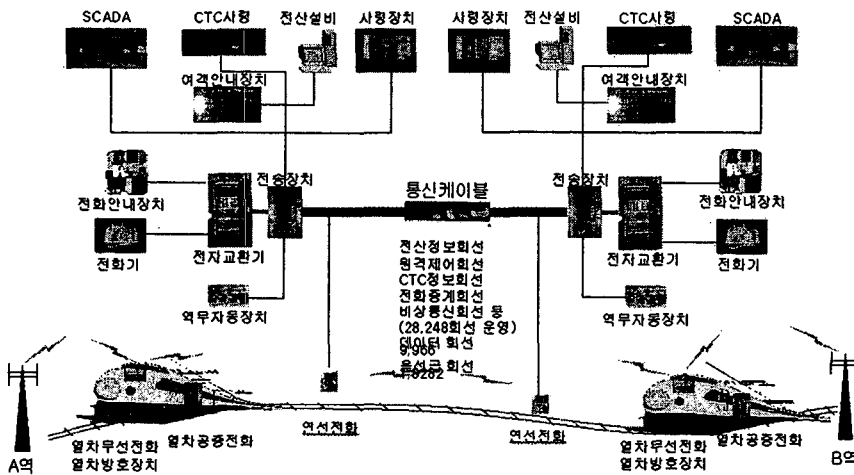 SCADA CTC사령 전산설비 사령장치 사령장치 전산설비 CTC사령 SCADA
여객안내장치 여객안내장치
전송장치 통신케이블 전송장치
전화안내장치 전화안내장치
전화기 전자교환기 전자교환기 전화기
역무자동장치 역무자동장치
전산정보회선
원격제어회선
CTC정보회선
전화중계회선
비상통신회선 등
(28,248회선 운영)
데이터 회선
9,966
음성급 회선
열차무선전화 열차공중전화 연선전화 연선전화 열차무선전화 열차공중전화
A역 열차방호장치 열차방호장치 B역